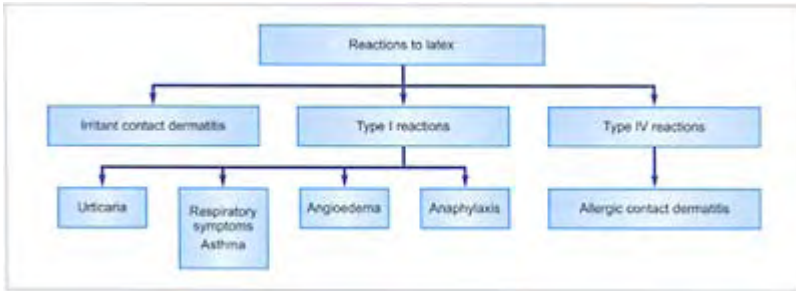 Reactions to latex
Irritant contact dermatitis
Type I reactions
Type IV reactions
Urticaria
Respiratory
symptoms
Asthma
Angioedema
Anaphylaxis
Allergic contact dermatitis